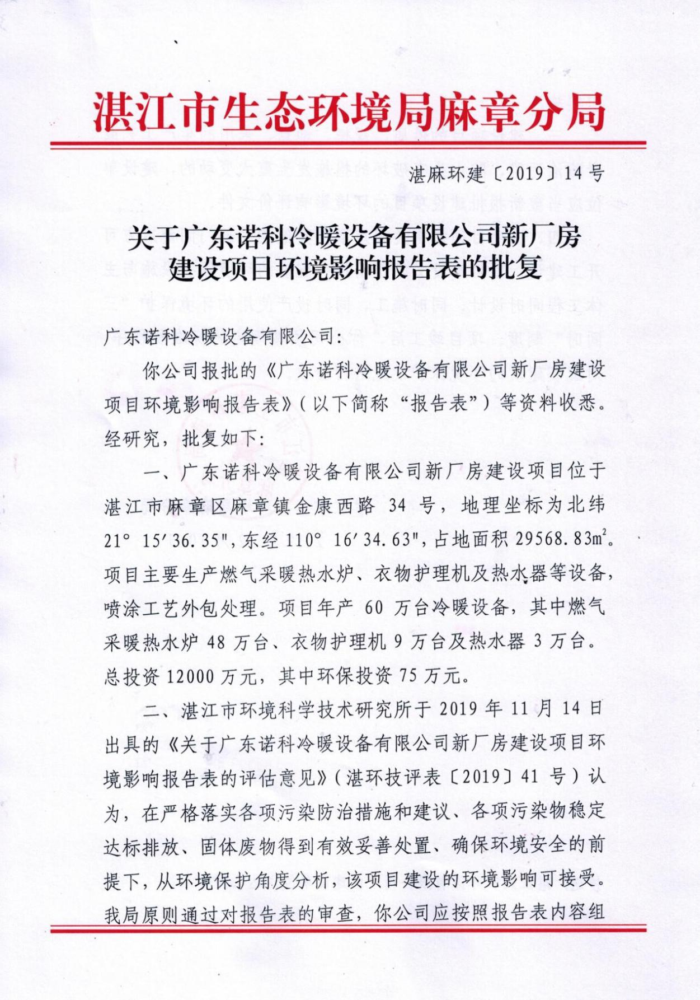 湛江市生态环境局麻章分局
湛麻环建〔2019〕14号
关于广东诺科冷暖设备有限公司新厂房
建设项目环境影响报告表的批复
广东诺科冷暖设备有限公司：
你公司报批的《广东诺科冷暖设备有限公司新厂房建设
项目环境影响报告表》（以下简称“报告表”）等资料收悉。
经研究，批复如下：
一、广东诺科冷暖设备有限公司新厂房建设项目位于
湛江市麻章区麻章镇金康西路 34 号，地理坐标为北纬
21° 15′36.35"，东经 110° 16′34.63"，占地面积 29568.83m²。
项目主要生产燃气采暖热水炉、衣物护理机及热水器等设备，
喷涂工艺外包处理。项目年产 60 万台冷暖设备，其中燃气
采暖热水炉 48 万台、衣物护理机 9 万台及热水器 3 万台。
总投资 12000 万元，其中环保投资 75 万元。
二、湛江市环境科学技术研究所于 2019 年 11 月 14 日
出具的《关于广东诺科冷暖设备有限公司新厂房建设项目环
境影响报告表的评估意见》（湛环技评表〔2019〕41 号）认
为，在严格落实各项污染防治措施和建议、各项污染物稳定
达标排放、固体废物得到有效妥善处置、确保环境安全的前
提下，从环境保护角度分析，该项目建设的环境影响可接受。
我局原则通过对报告表的审查，你公司应按照报告表内容组